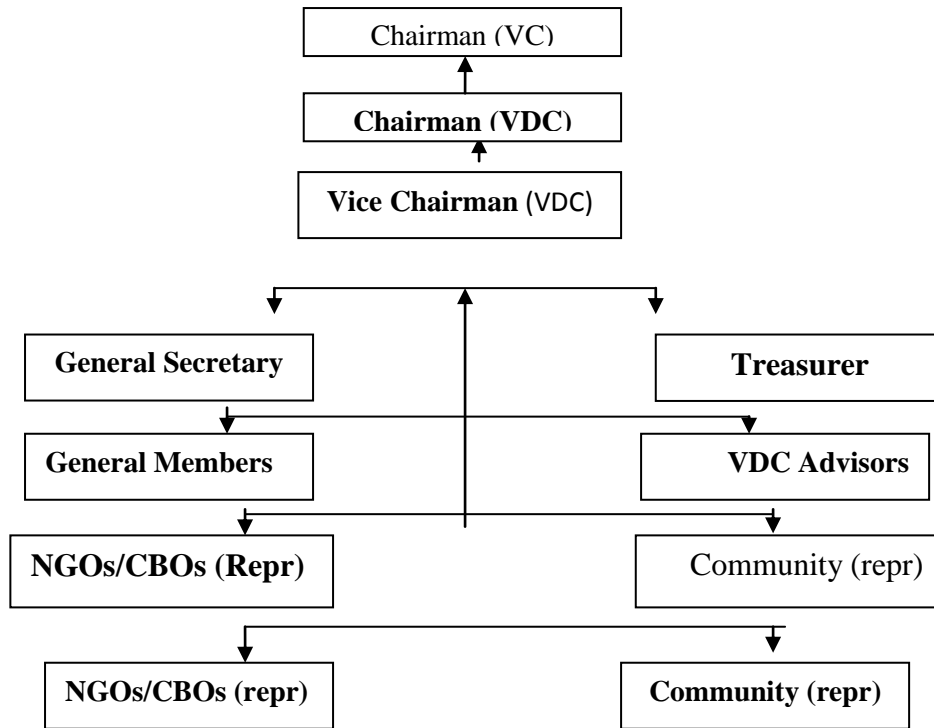 Chairman (VC)
Chairman (VDC)
Vice Chairman (VDC)
General Secretary
Treasurer
General Members
VDC Advisors
NGOs/CBOs (Repr)
Community (repr)
NGOs/CBOs (repr)
Community (repr)